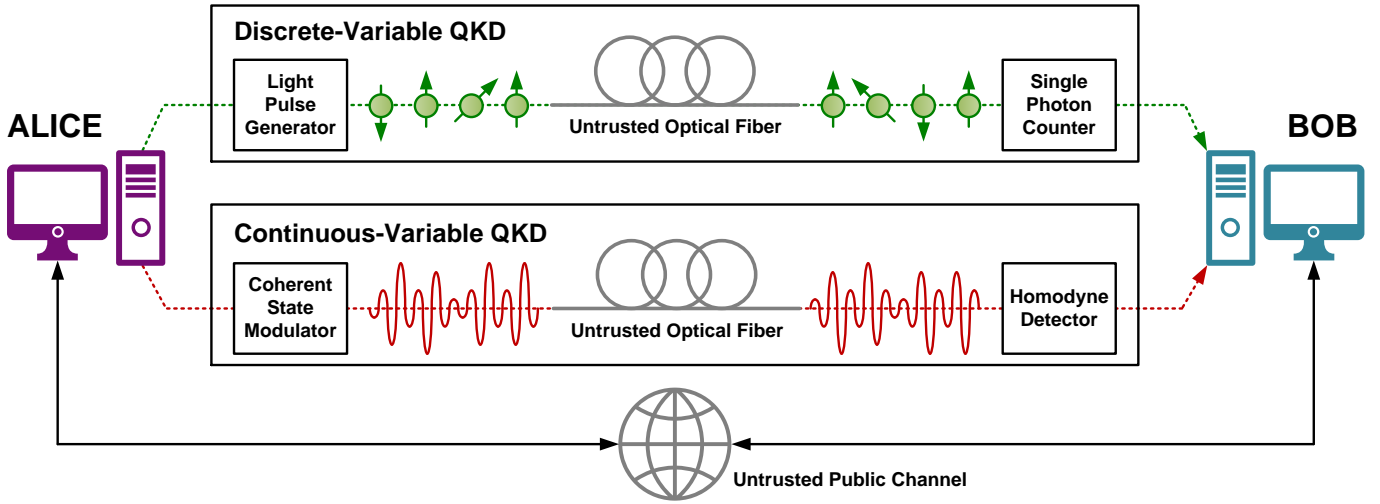 Discrete-Variable QKD
Light
Pulse
Generator
Untrusted Optical Fiber
Single
Photon
Counter
ALICE
BOB
Continuous-Variable QKD
Coherent
State
Modulator
Untrusted Optical Fiber
Homodyne
Detector
Untrusted Public Channel